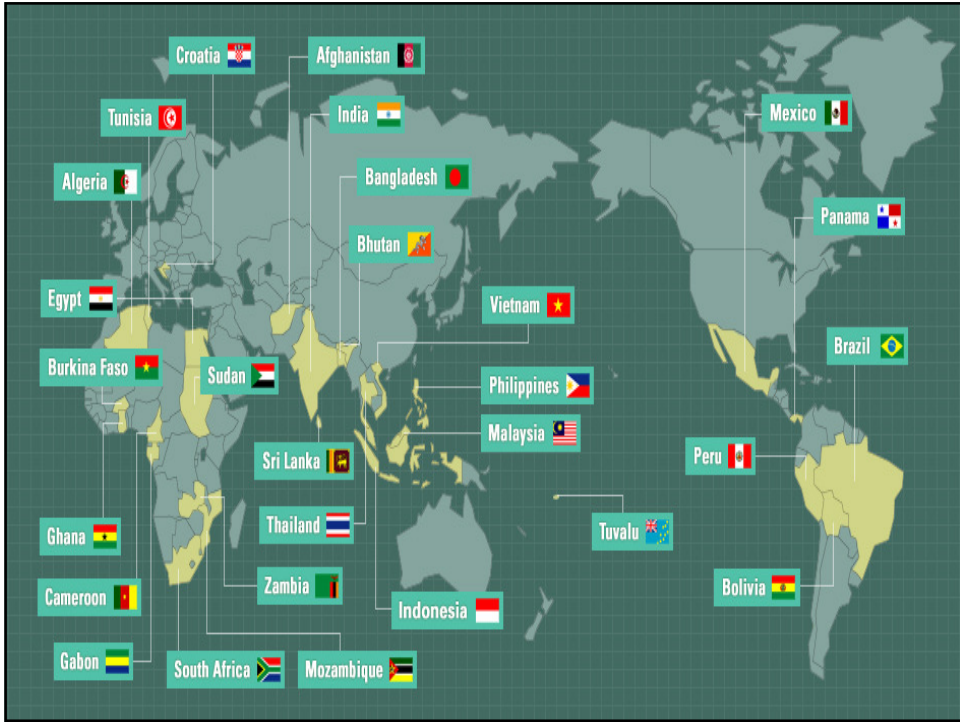 Croatia
Afghanistan
Tunisia
India
Mexico
Algeria
Bangladesh
Panama
Bhutan
Egypt
Vietnam
Brazil
Burkina Faso
Sudan
Philippines
Malaysia
Sri Lanka
Peru
Ghana
Thailand
Tuvalu
Cameroon
Zambia
Indonesia
Bolivia
Gabon
South Africa
Mozambique